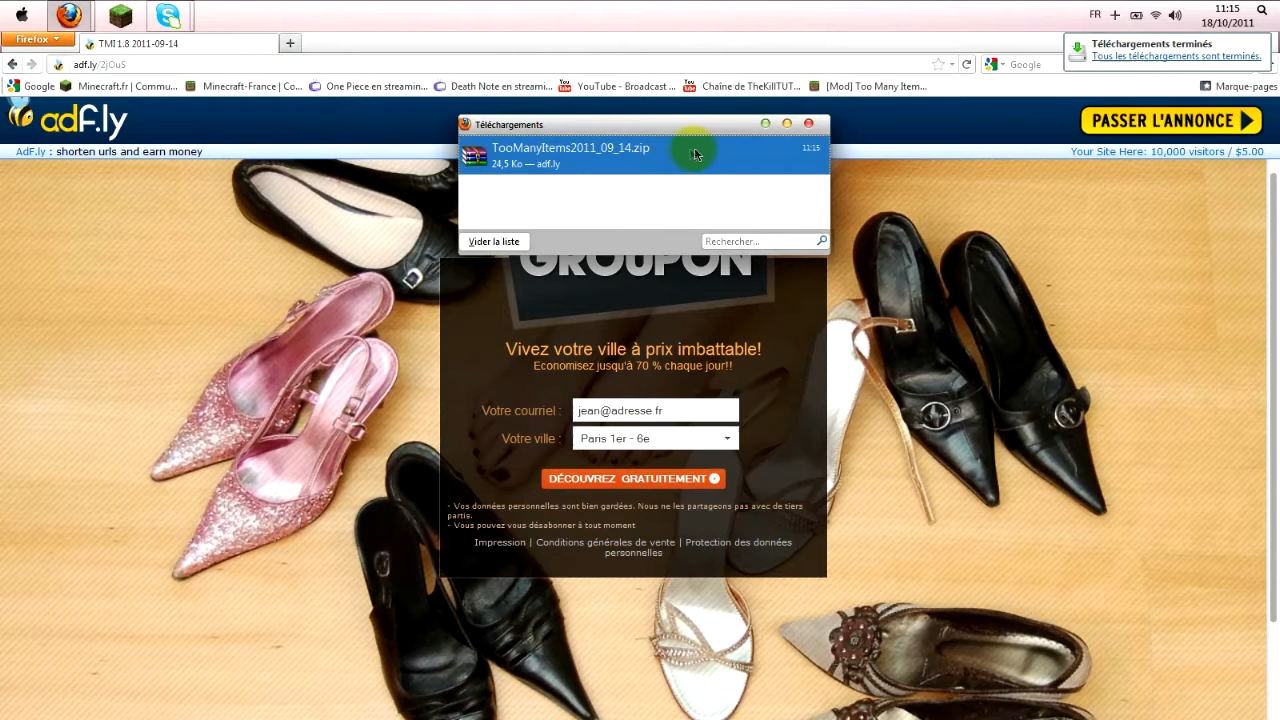 FR
11:15
18/10/2011
Firefox
TMI 1.8 2011-09-14
Téléchargements terminés
Tous les téléchargements sont terminés.
adf.ly/2jOuS
Google
Google
Minecraft.fr | Commu...
Minecraft-France | Co...
One Piece en streamin...
Death Note en streami...
YouTube - Broadcast ...
Chaîne de TheKillTUT...
[Mod] Too Many Item...
Marque-pages
adf.ly
PASSER L'ANNONCE
AdF.ly : shorten urls and earn money
Your Site Here: 10,000 visitors / $5.00
Téléchargements
TooManyItems2011_09_14.zip
11:15
24,5 Ko — adf.ly
Vider la liste
Rechercher...
GROUPON
Vivez votre ville à prix imbattable!
Economisez jusqu'à 70 % chaque jour!!
Votre courriel :
jean@adresse.fr
Votre ville :
Paris 1er - 6e
DÉCOUVREZ GRATUITEMENT
- Vos données personnelles sont bien gardées. Nous ne les partageons pas avec de tiers
partis.
- Vous pouvez vous désabonner à tout moment
Impression | Conditions générales de vente | Protection des données
personnelles